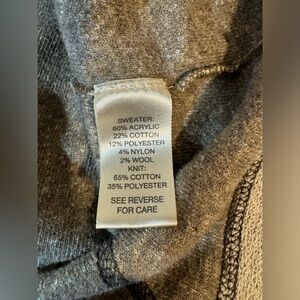 SWEATER:
60% ACRYLIC
22% COTTON
12% POLYESTER
4% NYLON
2% WOOL
KNIT:
65% COTTON
35% POLYESTER
SEE REVERSE
FOR CARE